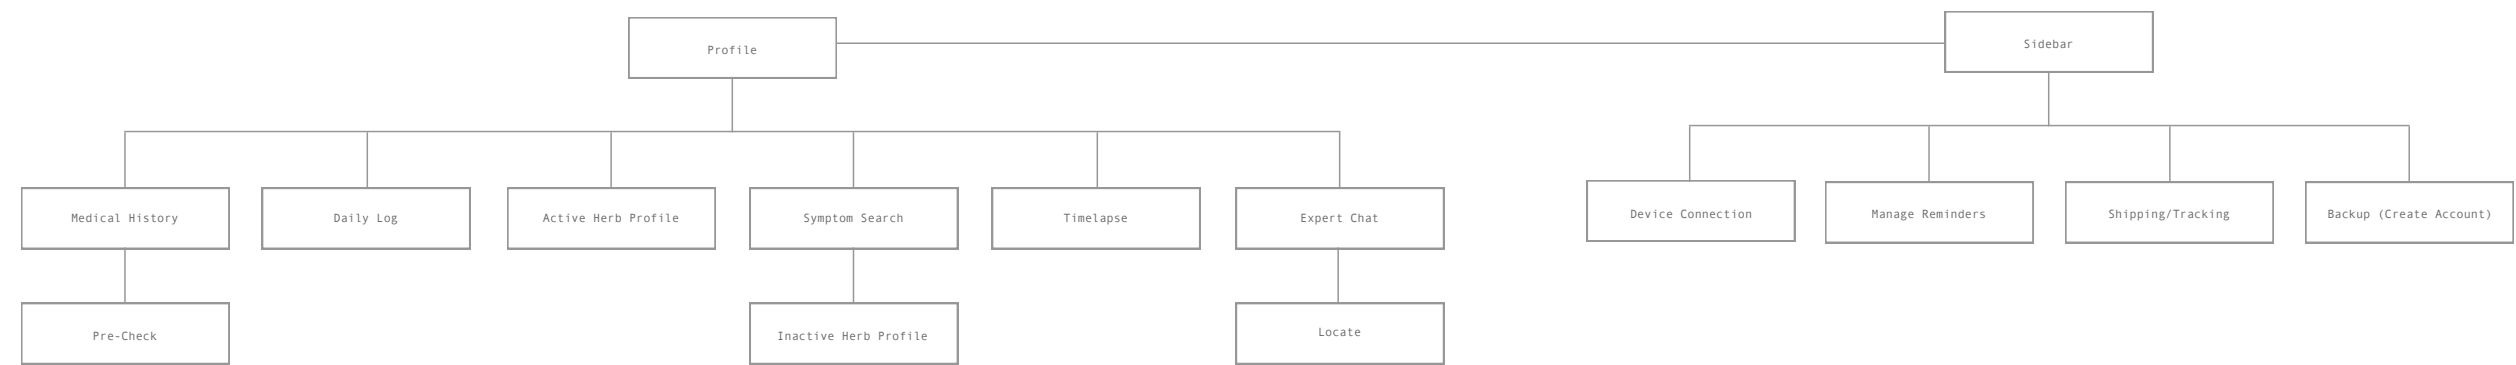 Profile
Sidebar
Medical History
Daily Log
Active Herb Profile
Symptom Search
Timelapse
Expert Chat
Device Connection
Manage Reminders
Shipping/Tracking
Backup (Create Account)
Pre-Check
Inactive Herb Profile
Locate